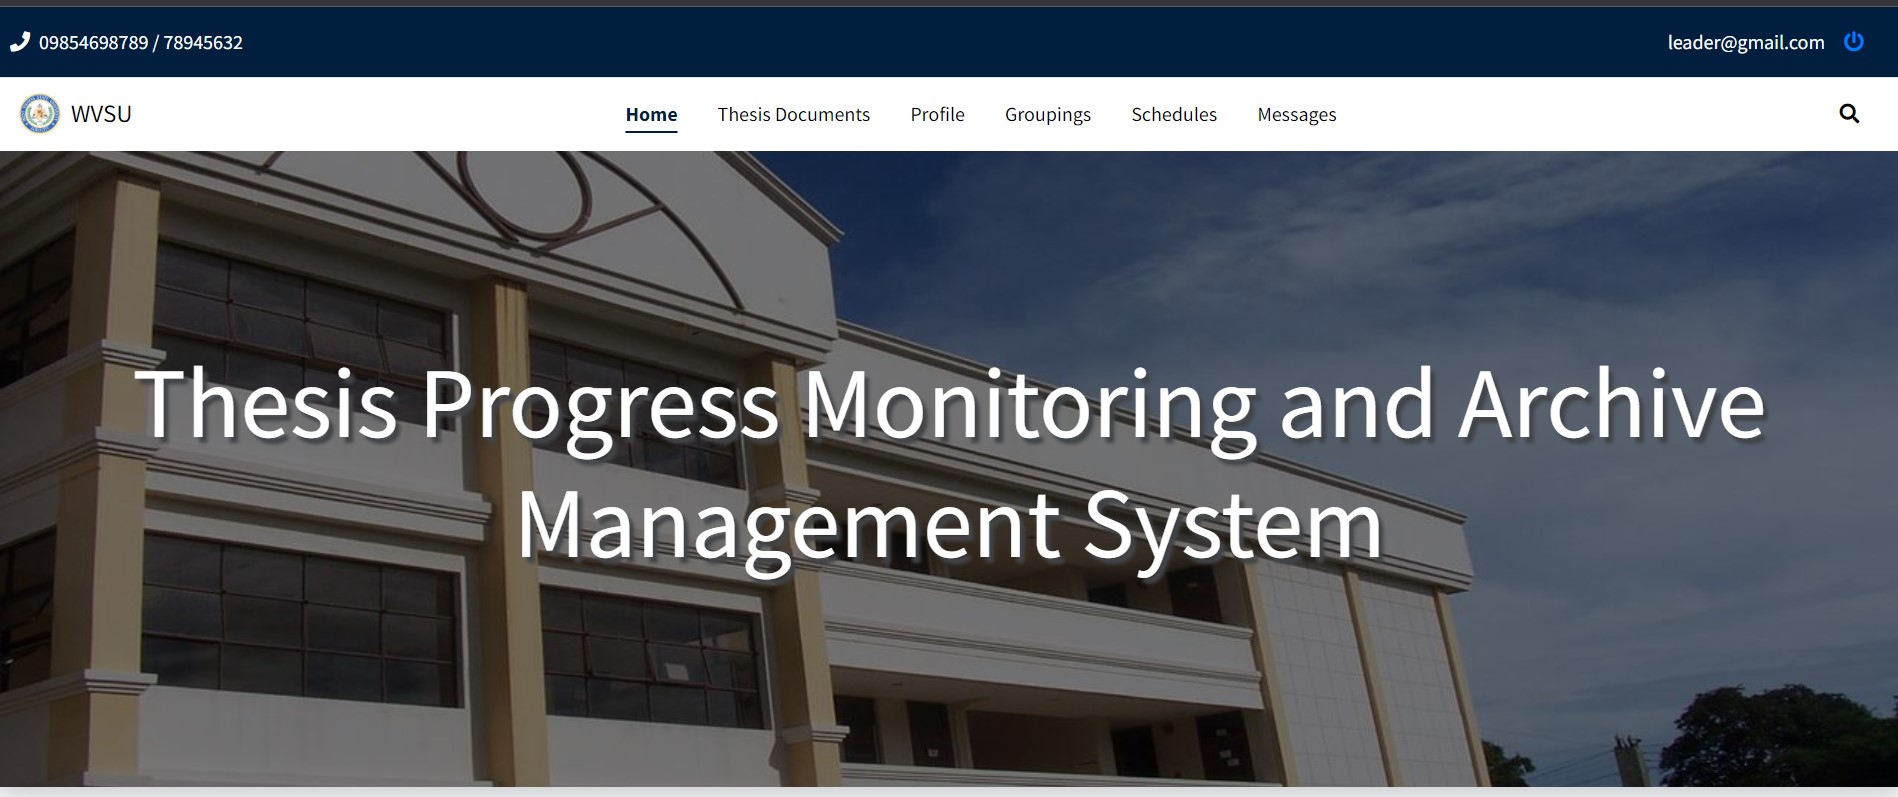 09854698789 / 78945632
leader@gmail.com
WVSU
Home
Thesis Documents
Profile
Groupings
Schedules
Messages
Thesis Progress Monitoring and Archive
Management System